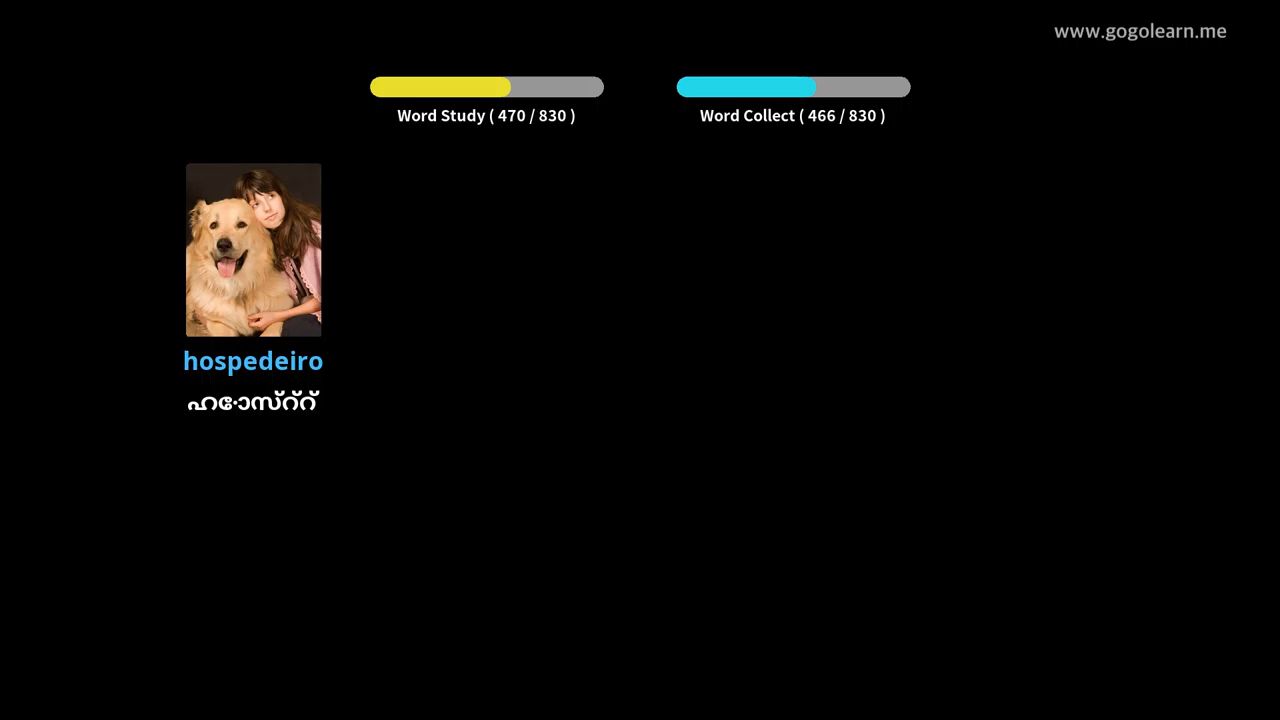 www.gogolearn.me
Word Study ( 470 / 830 )
Word Collect ( 466 / 830 )
hospedeiro
ഹോസ്റ്റ്